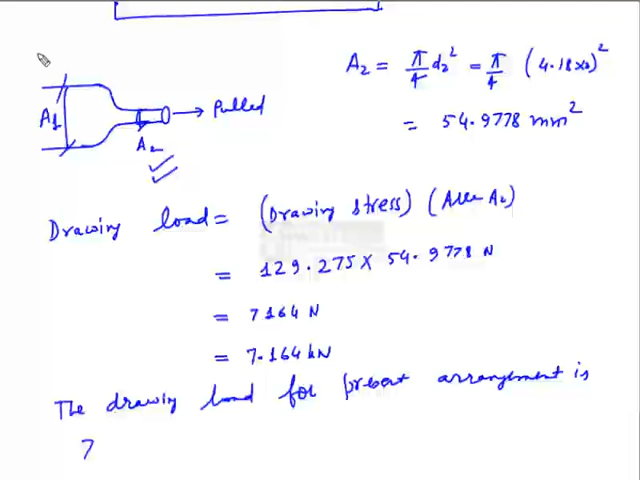 A₂ = π/4 d₂² = π/4 (4.18×2)²
= 54.9778 mm²
A1
Pulled
A₂
Drawing load = (Drawing stress) (Area A₂)
= 129.275 × 54.9778 N
= 7164 N
= 7.164 kN
The drawing load for present arrangement is
7